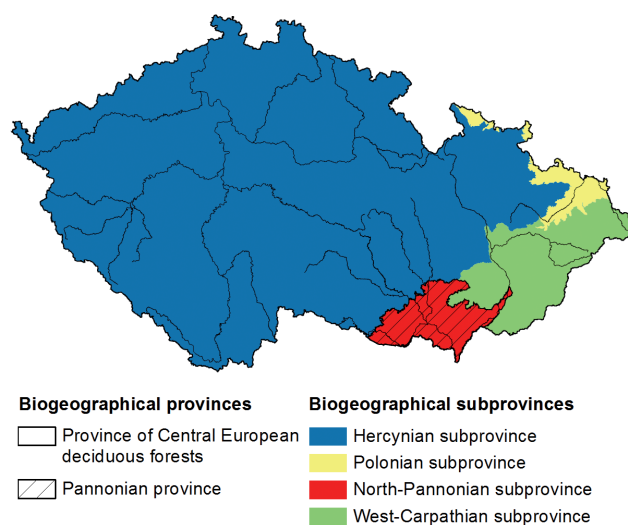 Biogeographical provinces
Province of Central European
deciduous forests
Pannonian province
Biogeographical subprovinces
Hercynian subprovince
Polonian subprovince
North-Pannonian subprovince
West-Carpathian subprovince